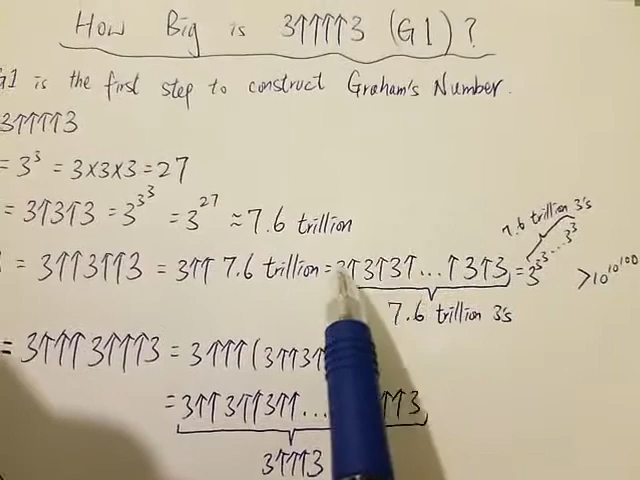 How Big is 3↑↑↑↑3 (G1)?
G1 is the first step to construct Graham's Number.
3↑↑↑↑3
= 3³ = 3×3×3 = 27
= 3↑3↑3 = 3^3^3 = 3^27 ≈ 7.6 trillion
= 3↑↑3↑↑3 = 3↑↑ 7.6 trillion = 3↑3↑3↑...↑3↑3 = 3^3^3^...^3^3 > 10^10^100
7.6 trillion 3's
7.6 trillion 3's
= 3↑↑↑3↑↑↑3 = 3↑↑↑(3↑↑3↑
= 3↑↑3↑↑3↑↑... ↑↑3
3↑↑↑3